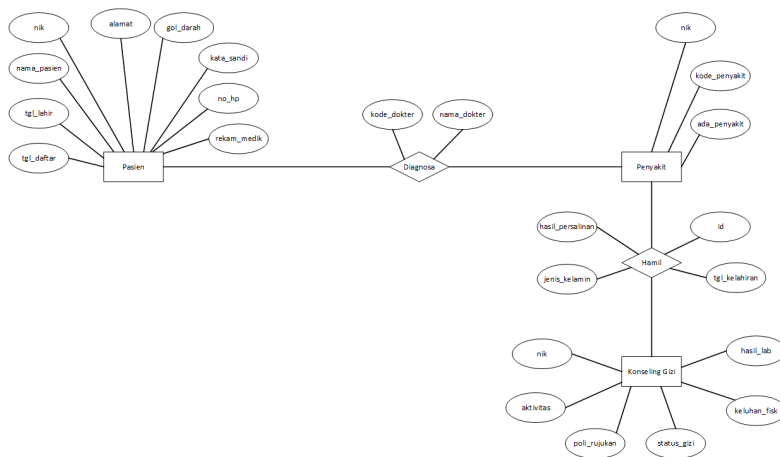 nik
alamat
gol_darah
nik
nama_pasien
kata_sandi
kode_penyakit
tgl_lahir
no_hp
kode_dokter
nama_dokter
ada_penyakit
tgl_daftar
rekam_medik
Pasien
Diagnosa
Penyakit
hasil_persalinan
Id
Hamil
jenis_kelamin
tgl_kelahiran
nik
hasil_lab
Konseling Gizi
aktivitas
keluhan_fisk
poli_rujukan
status_gizi